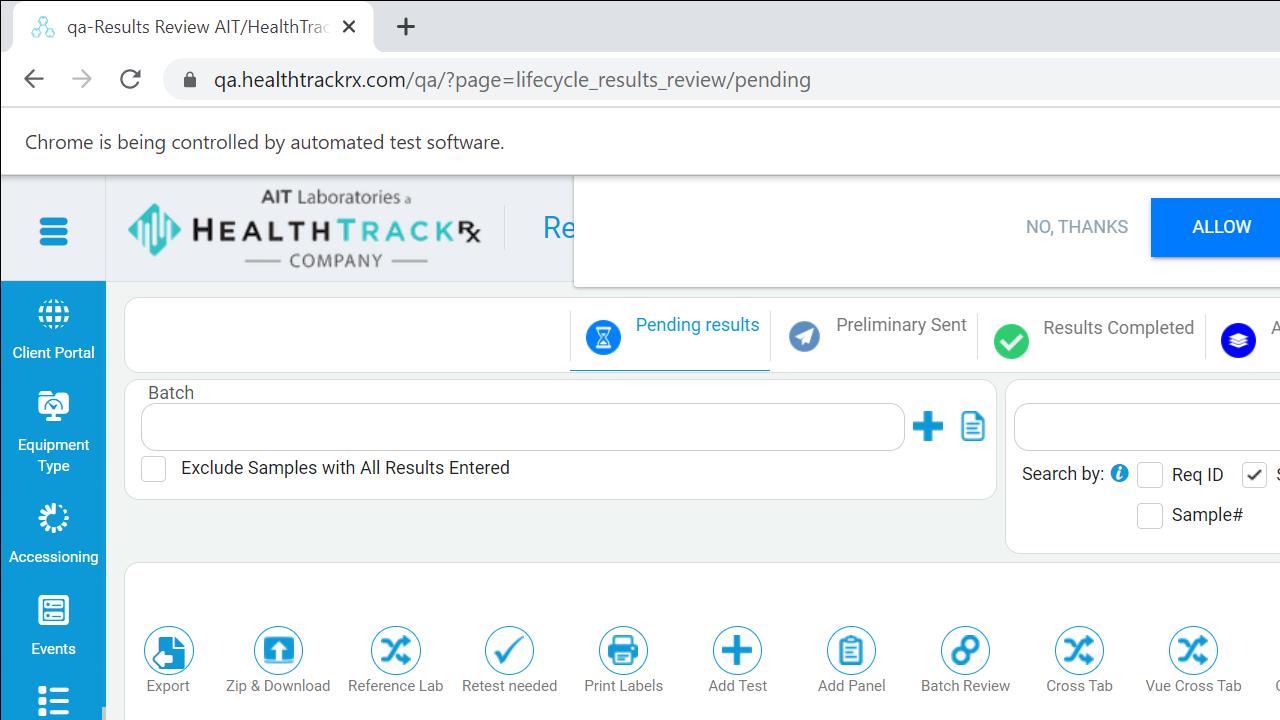 qa-Results Review AIT/HealthTrac
qa.healthtrackrx.com/qa/?page=lifecycle_results_review/pending
Chrome is being controlled by automated test software.
AIT Laboratories a
HEALTHTRACKRX
COMPANY
Re
NO, THANKS
ALLOW
Client Portal
Equipment
Type
Accessioning
Events
Pending results
Preliminary Sent
Results Completed
A
Batch
Exclude Samples with All Results Entered
Search by:
Req ID
S
Sample#
Export
Zip & Download
Reference Lab
Retest needed
Print Labels
Add Test
Add Panel
Batch Review
Cross Tab
Vue Cross Tab